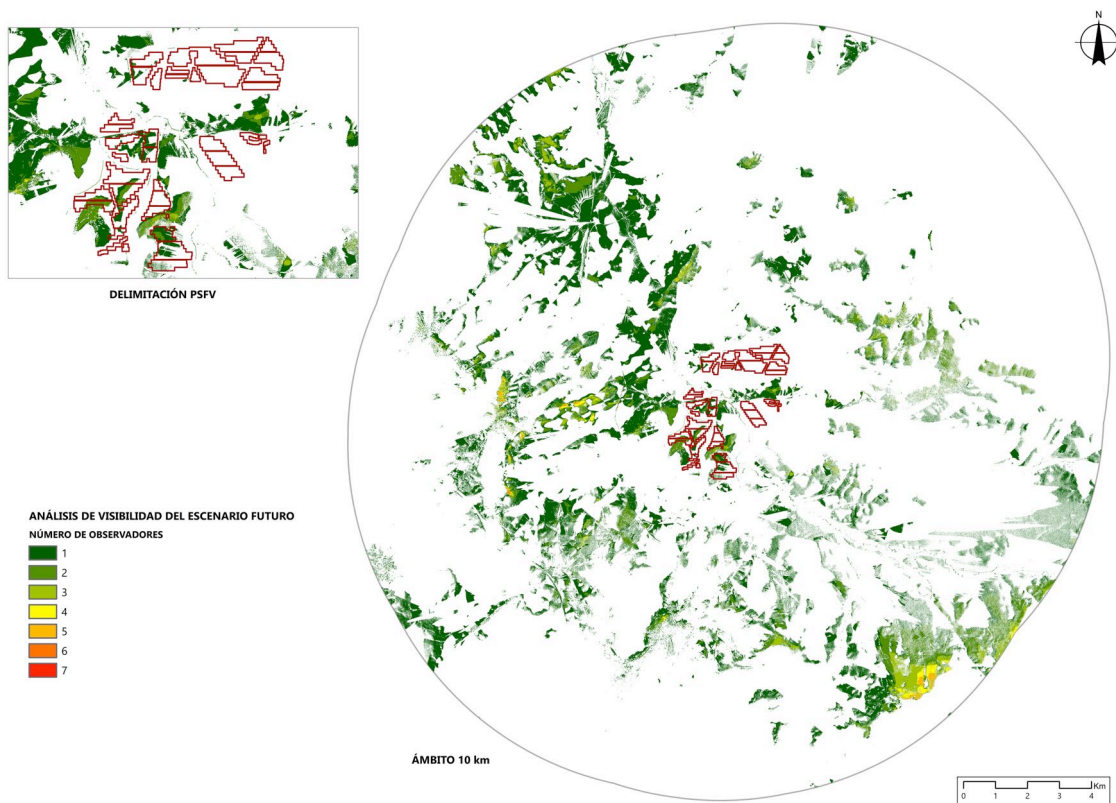 N
DELIMITACIÓN PSFV
ANÁLISIS DE VISIBILIDAD DEL ESCENARIO FUTURO
NÚMERO DE OBSERVADORES
1
2
3
4
5
6
7
ÁMBITO 10 km
Km
0 1 2 3 4